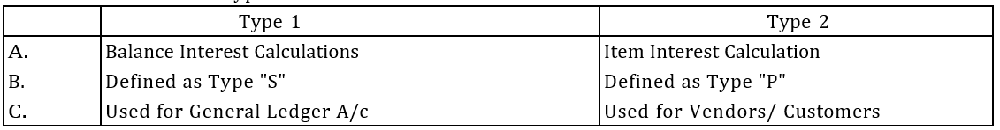 Type 1 Type 2
A. Balance Interest Calculations Item Interest Calculation
B. Defined as Type "S" Defined as Type "P"
C. Used for General Ledger A/c Used for Vendors/ Customers